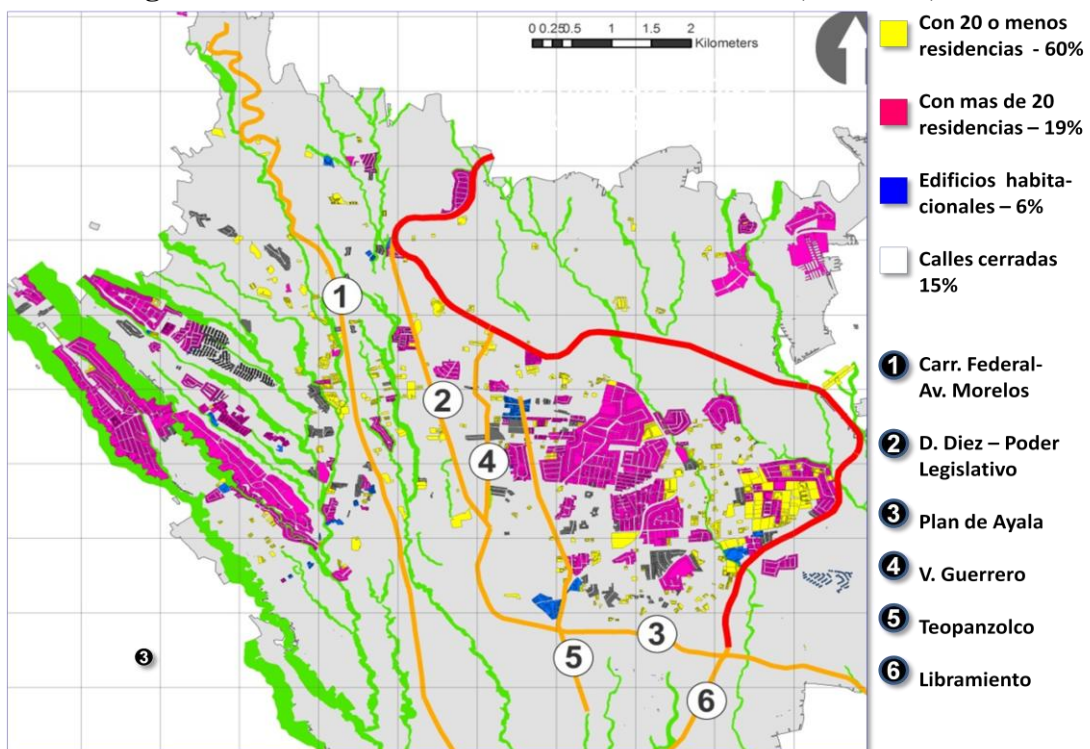 0 0.25 0.5 1 1.5 2
Kilometers
1
2
4
3
5
6
3
Con 20 o menos
residencias - 60%
Con mas de 20
residencias – 19%
Edificios habita-
cionales – 6%
Calles cerradas
15%
1 Carr. Federal-
Av. Morelos
2 D. Diez – Poder
Legislativo
3 Plan de Ayala
4 V. Guerrero
5 Teopanzolco
6 Libramiento